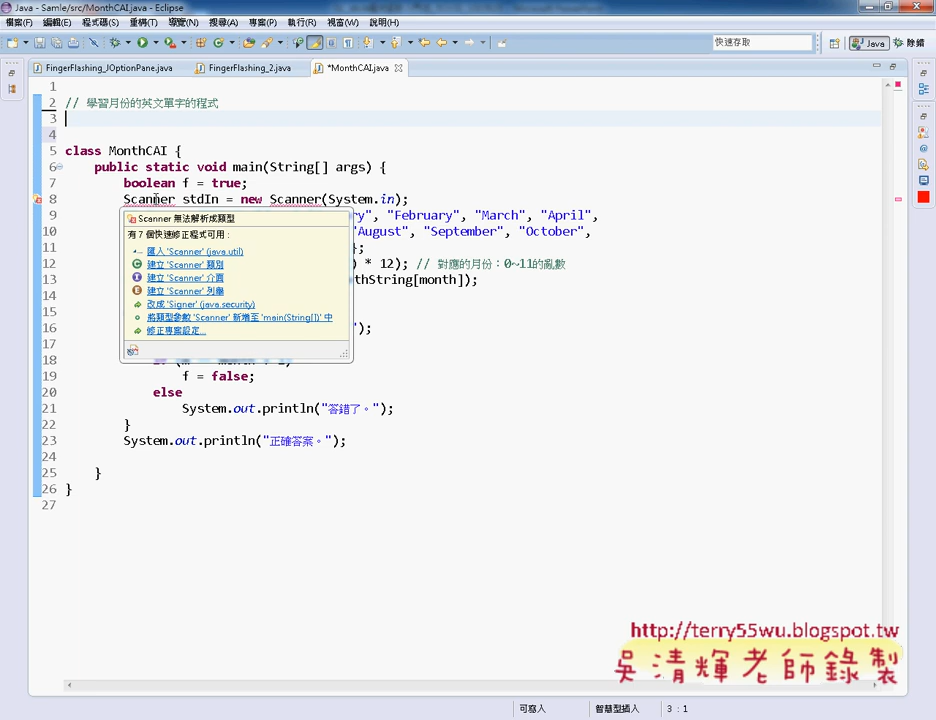 Java - Samle/src/MonthCAI.java - Eclipse
檔案(F) 編輯(E) 程式碼(S) 重構(T) 導覽(N) 搜尋(A) 專案(P) 執行(R) 視窗(W) 說明(H)
快速存取
Java
除錯
FingerFlashing_JOptionPane.java
FingerFlashing_2.java
*MonthCAI.java
1
2 // 學習月份的英文單字的程式
3
4
5 class MonthCAI {
6 public static void main(String[] args) {
7 boolean f = true;
8 Scanner stdIn = new Scanner(System.in);
9 ry", "February", "March", "April",
10 "August", "September", "October",
11 };
12 ) * 12); // 對應的月份：0~11的亂數
13 thString[month]);
14
15
16 ");
17
18
19 f = false;
20 else
21 System.out.println("答錯了。");
22 }
23 System.out.println("正確答案。");
24
25 }
26 }
27
Scanner 無法解析成類型
有 7 個快速修正程式可用：
匯入 'Scanner' (java.util)
建立 'Scanner' 類別
建立 'Scanner' 介面
建立 'Scanner' 列舉
改成 'Signer' (java.security)
將類型參數 'Scanner' 新增至 'main(String[])' 中
修正專案設定...
http://terry55wu.blogspot.tw
吳清輝老師錄製
可寫入
智慧型插入
3 : 1